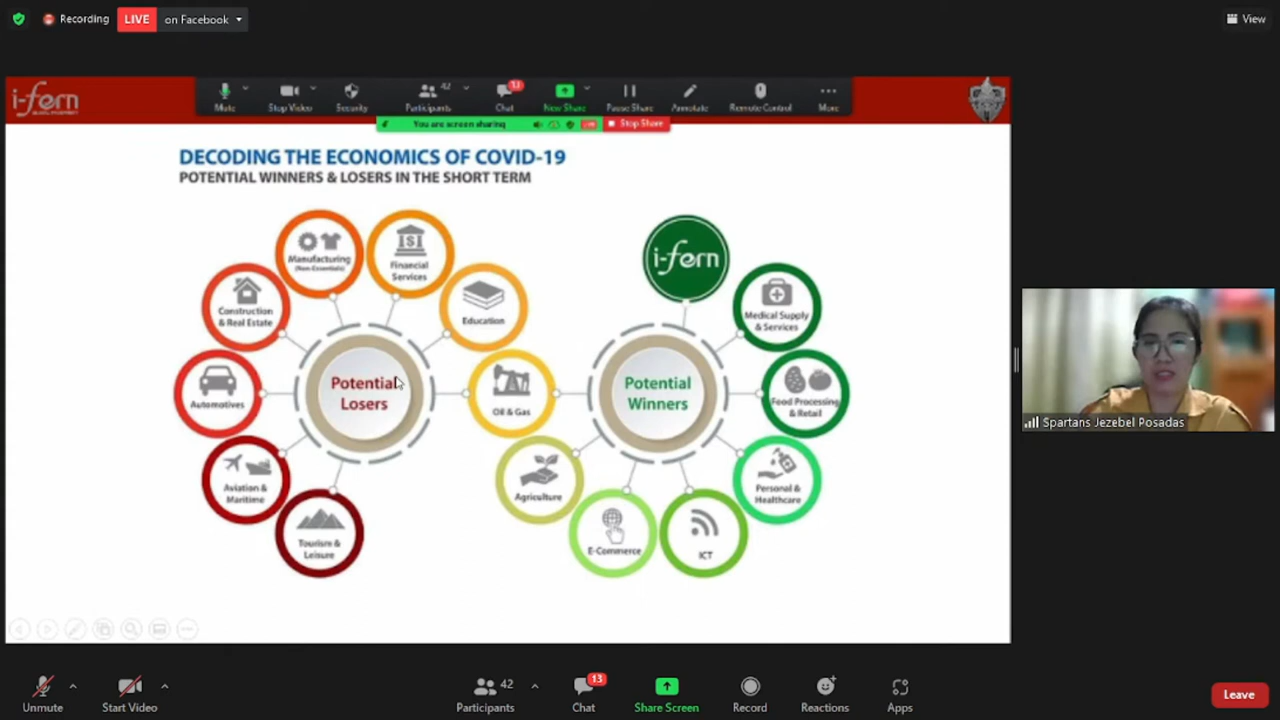 Recording
LIVE
on Facebook
View
i-fern
Mute
Stop Video
Security
42
Participants
13
Chat
New Share
Pause Share
Annotate
Remote Control
More
You are screen sharing
Stop Share
DECODING THE ECONOMICS OF COVID-19
POTENTIAL WINNERS & LOSERS IN THE SHORT TERM
Manufacturing
(Non-Essentials)
Financial
Services
Construction
& Real Estate
Education
Automotives
Potential
Losers
Oil & Gas
Aviation &
Maritime
Tourism &
Leisure
i-fern
Medical Supply
& Services
Potential
Winners
Food Processing
& Retail
Agriculture
Personal &
Healthcare
E-Commerce
ICT
Spartans Jezebel Posadas
Unmute
Start Video
42
Participants
13
Chat
Share Screen
Record
Reactions
Apps
Leave